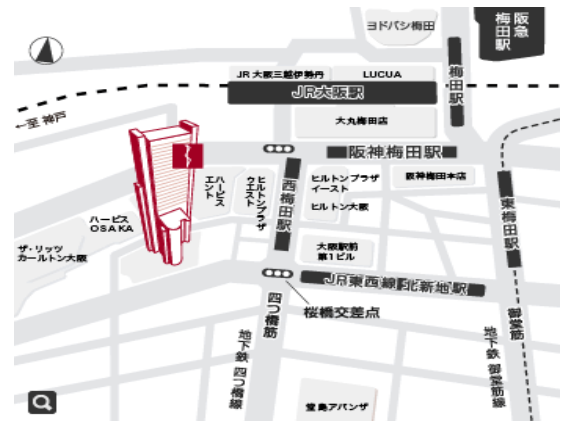 ヨドバシ梅田
阪急
梅田駅
JR大阪三越伊勢丹
LUCUA
JR大阪駅
梅田駅
←至 神戸
大丸梅田店
阪神梅田駅
阪神梅田本店
ハービス
エント
ヒルトンプラザ
ウエスト
西梅田駅
ヒルトンプラザ
イースト
ヒルトン大阪
東梅田駅
ハービス
OSAKA
ザ・リッツ
カールトン大阪
大阪駅前
第1ビル
JR東西線 北新地駅
桜橋交差点
四つ橋筋
地下鉄 四つ橋線
御堂筋
地下鉄 御堂筋線
堂島アバンザ